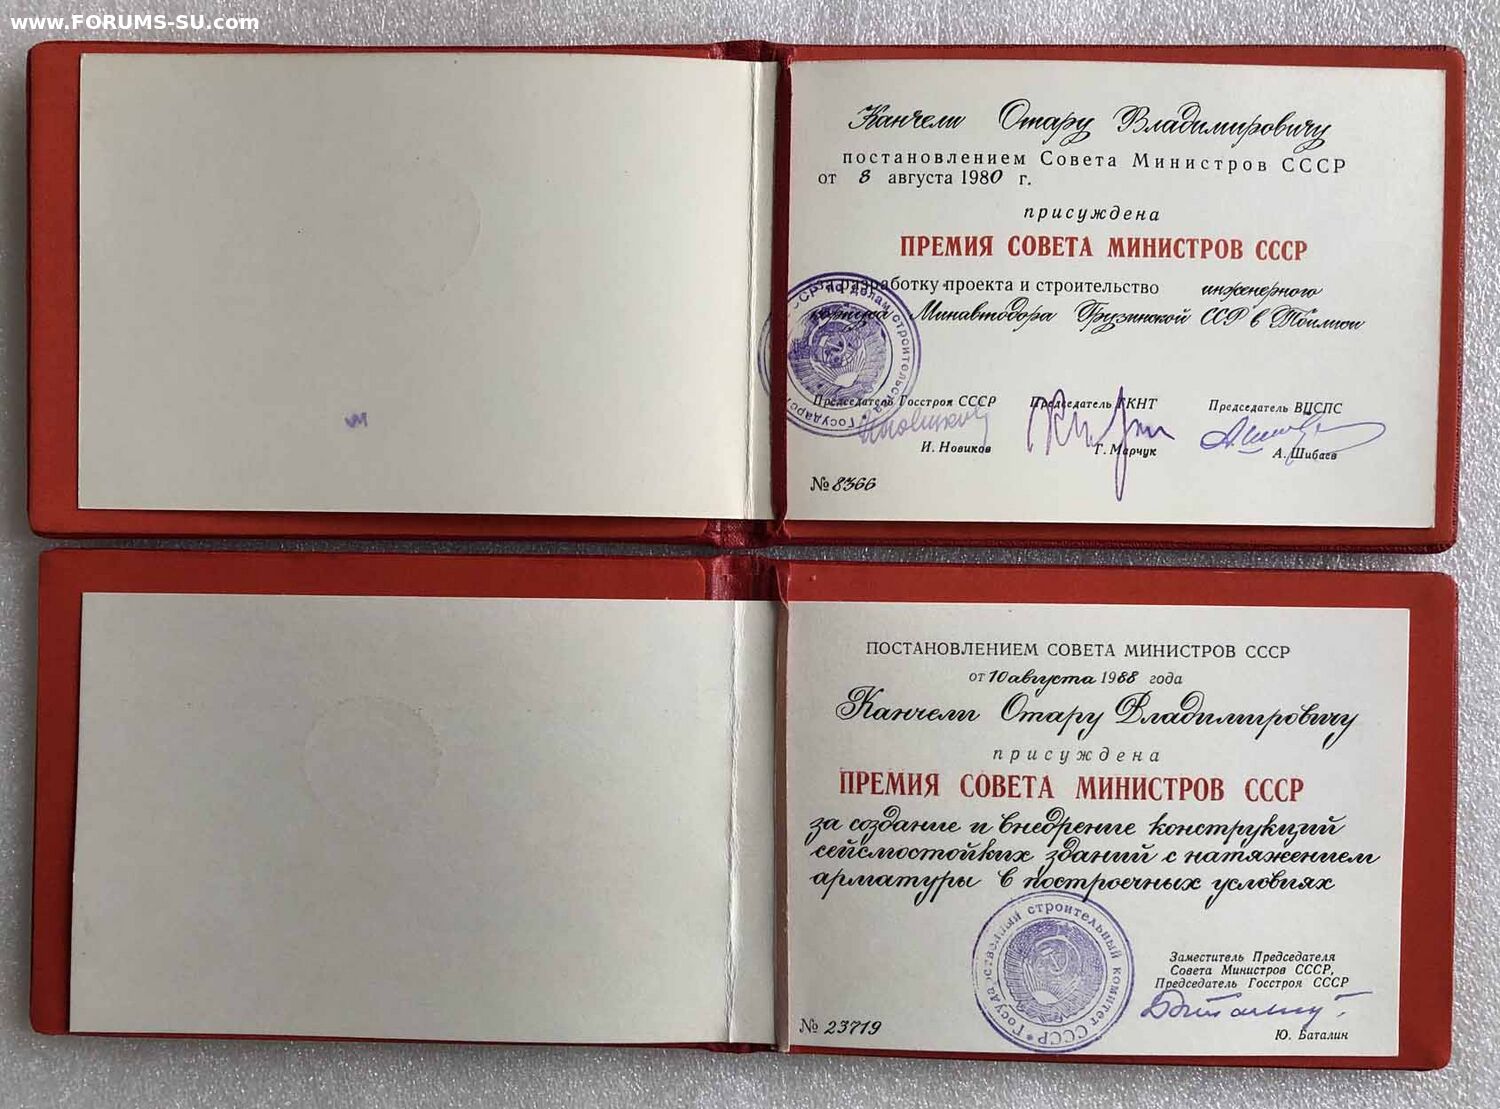 www.FORUMS-SU.com
Канчели Отару Владимировичу
постановлением Совета Министров СССР
от 8 августа 1980 г.
присуждена
ПРЕМИЯ СОВЕТА МИНИСТРОВ СССР
за разработку проекта и строительство инженерного
корпуса Минавтодора Грузинской ССР в Тбилиси
Председатель Госстроя СССР
И. Новиков
Председатель ГКНТ
Г. Марчук
Председатель ВЦСПС
А. Шибаев
№ 8366
ПОСТАНОВЛЕНИЕМ СОВЕТА МИНИСТРОВ СССР
от 10 августа 1988 года
Канчели Отару Владимировичу
присуждена
ПРЕМИЯ СОВЕТА МИНИСТРОВ СССР
за создание и внедрение конструкций
сейсмостойких зданий с натяжением
арматуры в построечных условиях
Государственный строительный комитет СССР
Заместитель Председателя
Совета Министров СССР,
Председатель Госстроя СССР
Ю. Баталин
№ 23719